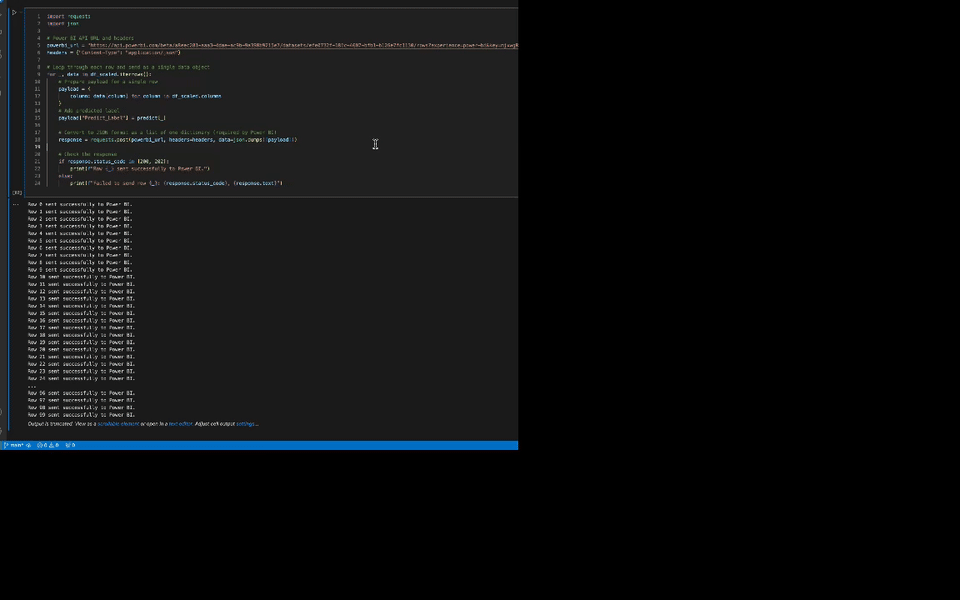 1 import requests
2 import json
3
4 # Power BI API URL and headers
5 powerbi_url =
6 headers = {"Content-Type": "application/json"}
7
8 # Loop through each row and send as a single data object
9 for _, data in df_scaled.iterrows():
10 # Prepare payload for a single row
11 payload = {
12 column: data[column] for column in df_scaled.columns
13 }
14 # Add predicted label
15 payload["Predict_Label"] = predict[_]
16
17 # Convert to JSON format as a list of one dictionary (required by Power BI)
18 response = requests.post(powerbi_url, headers=headers, data=json.dumps([payload]))
19
20 # Check the response
21 if response.status_code in [200, 202]:
22 print(f"Row {_} sent successfully to Power BI.")
23 else:
24 print(f"Failed to send row {_}: {response.status_code}, {response.text}")
Row 0 sent successfully to Power BI.
Row 1 sent successfully to Power BI.
Row 2 sent successfully to Power BI.
Row 3 sent successfully to Power BI.
Row 4 sent successfully to Power BI.
Row 5 sent successfully to Power BI.
Row 6 sent successfully to Power BI.
Row 7 sent successfully to Power BI.
Row 8 sent successfully to Power BI.
Row 9 sent successfully to Power BI.
Row 10 sent successfully to Power BI.
Row 11 sent successfully to Power BI.
Row 12 sent successfully to Power BI.
Row 13 sent successfully to Power BI.
Row 14 sent successfully to Power BI.
Row 15 sent successfully to Power BI.
Row 16 sent successfully to Power BI.
Row 17 sent successfully to Power BI.
Row 18 sent successfully to Power BI.
Row 19 sent successfully to Power BI.
Row 20 sent successfully to Power BI.
Row 21 sent successfully to Power BI.
Row 22 sent successfully to Power BI.
Row 23 sent successfully to Power BI.
Row 24 sent successfully to Power BI.
...
Row 96 sent successfully to Power BI.
Row 97 sent successfully to Power BI.
Row 98 sent successfully to Power BI.
Row 99 sent successfully to Power BI.
Output is truncated. View as a scrollable element or open in a text editor. Adjust cell output settings...
main* 0 0 0